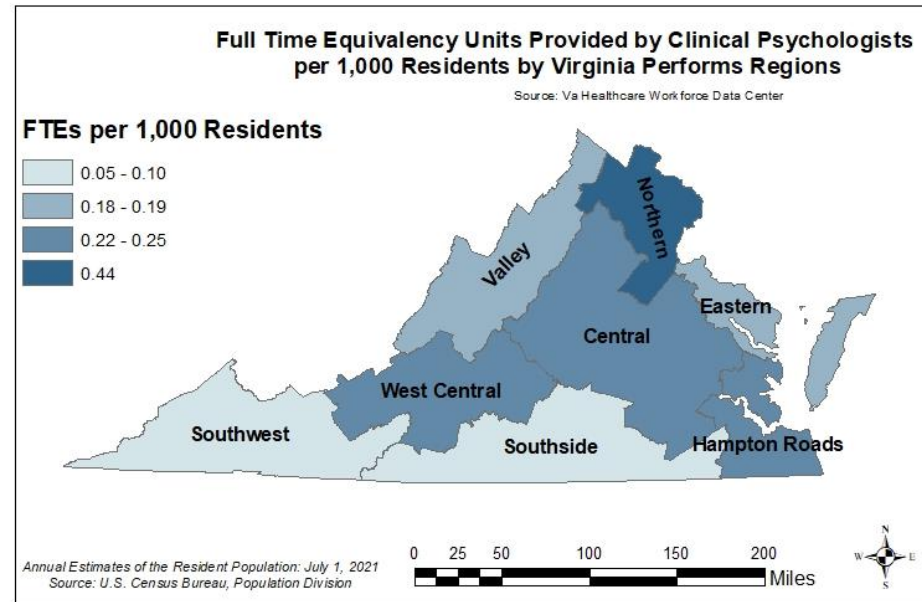 Full Time Equivalency Units Provided by Clinical Psychologists
per 1,000 Residents by Virginia Performs Regions
Source: Va Healthcare Workforce Data Center
FTEs per 1,000 Residents
0.05 - 0.10
0.18 - 0.19
0.22 - 0.25
0.44
Northern
Valley
Eastern
Central
West Central
Southwest
Southside
Hampton Roads
Annual Estimates of the Resident Population: July 1, 2021
Source: U.S. Census Bureau, Population Division
0 25 50 100 150 200
Miles
N
W E
S